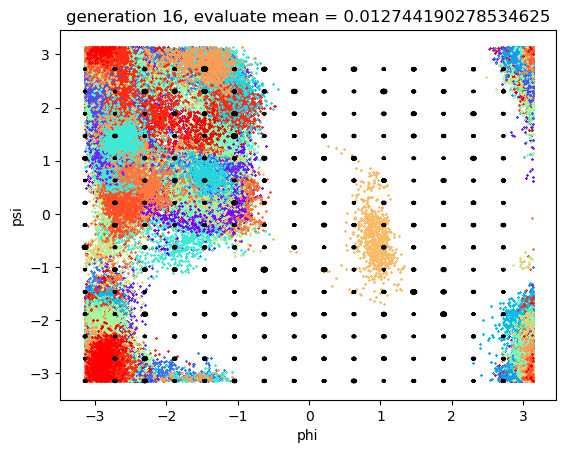 generation 16, evaluate mean = 0.012744190278534625
3
2
1
0
−1
−2
−3
psi
−3 −2 −1 0 1 2 3
phi